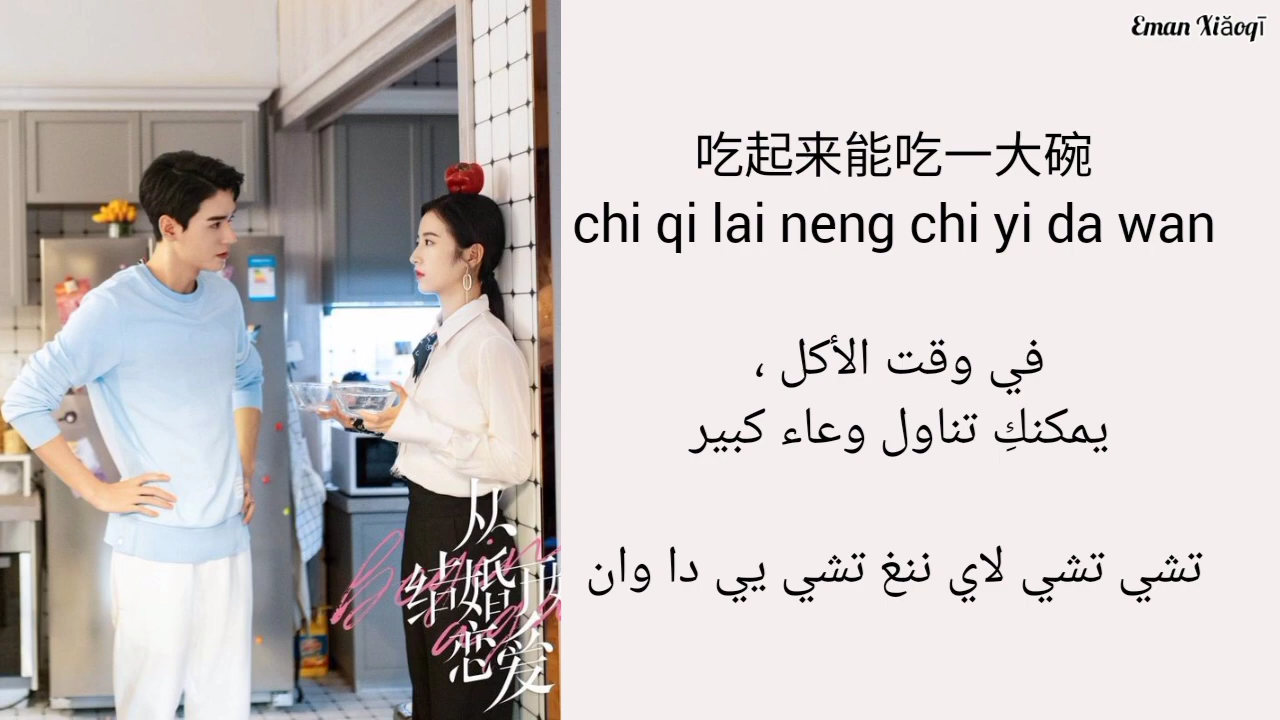 Eman Xiǎoqī
吃起来能吃一大碗
chi qi lai neng chi yi da wan
في وقت الأكل ،
يمكنكِ تناول وعاء كبير
تشي تشي لاي ننغ تشي يي دا وان
从
结婚开始
恋爱